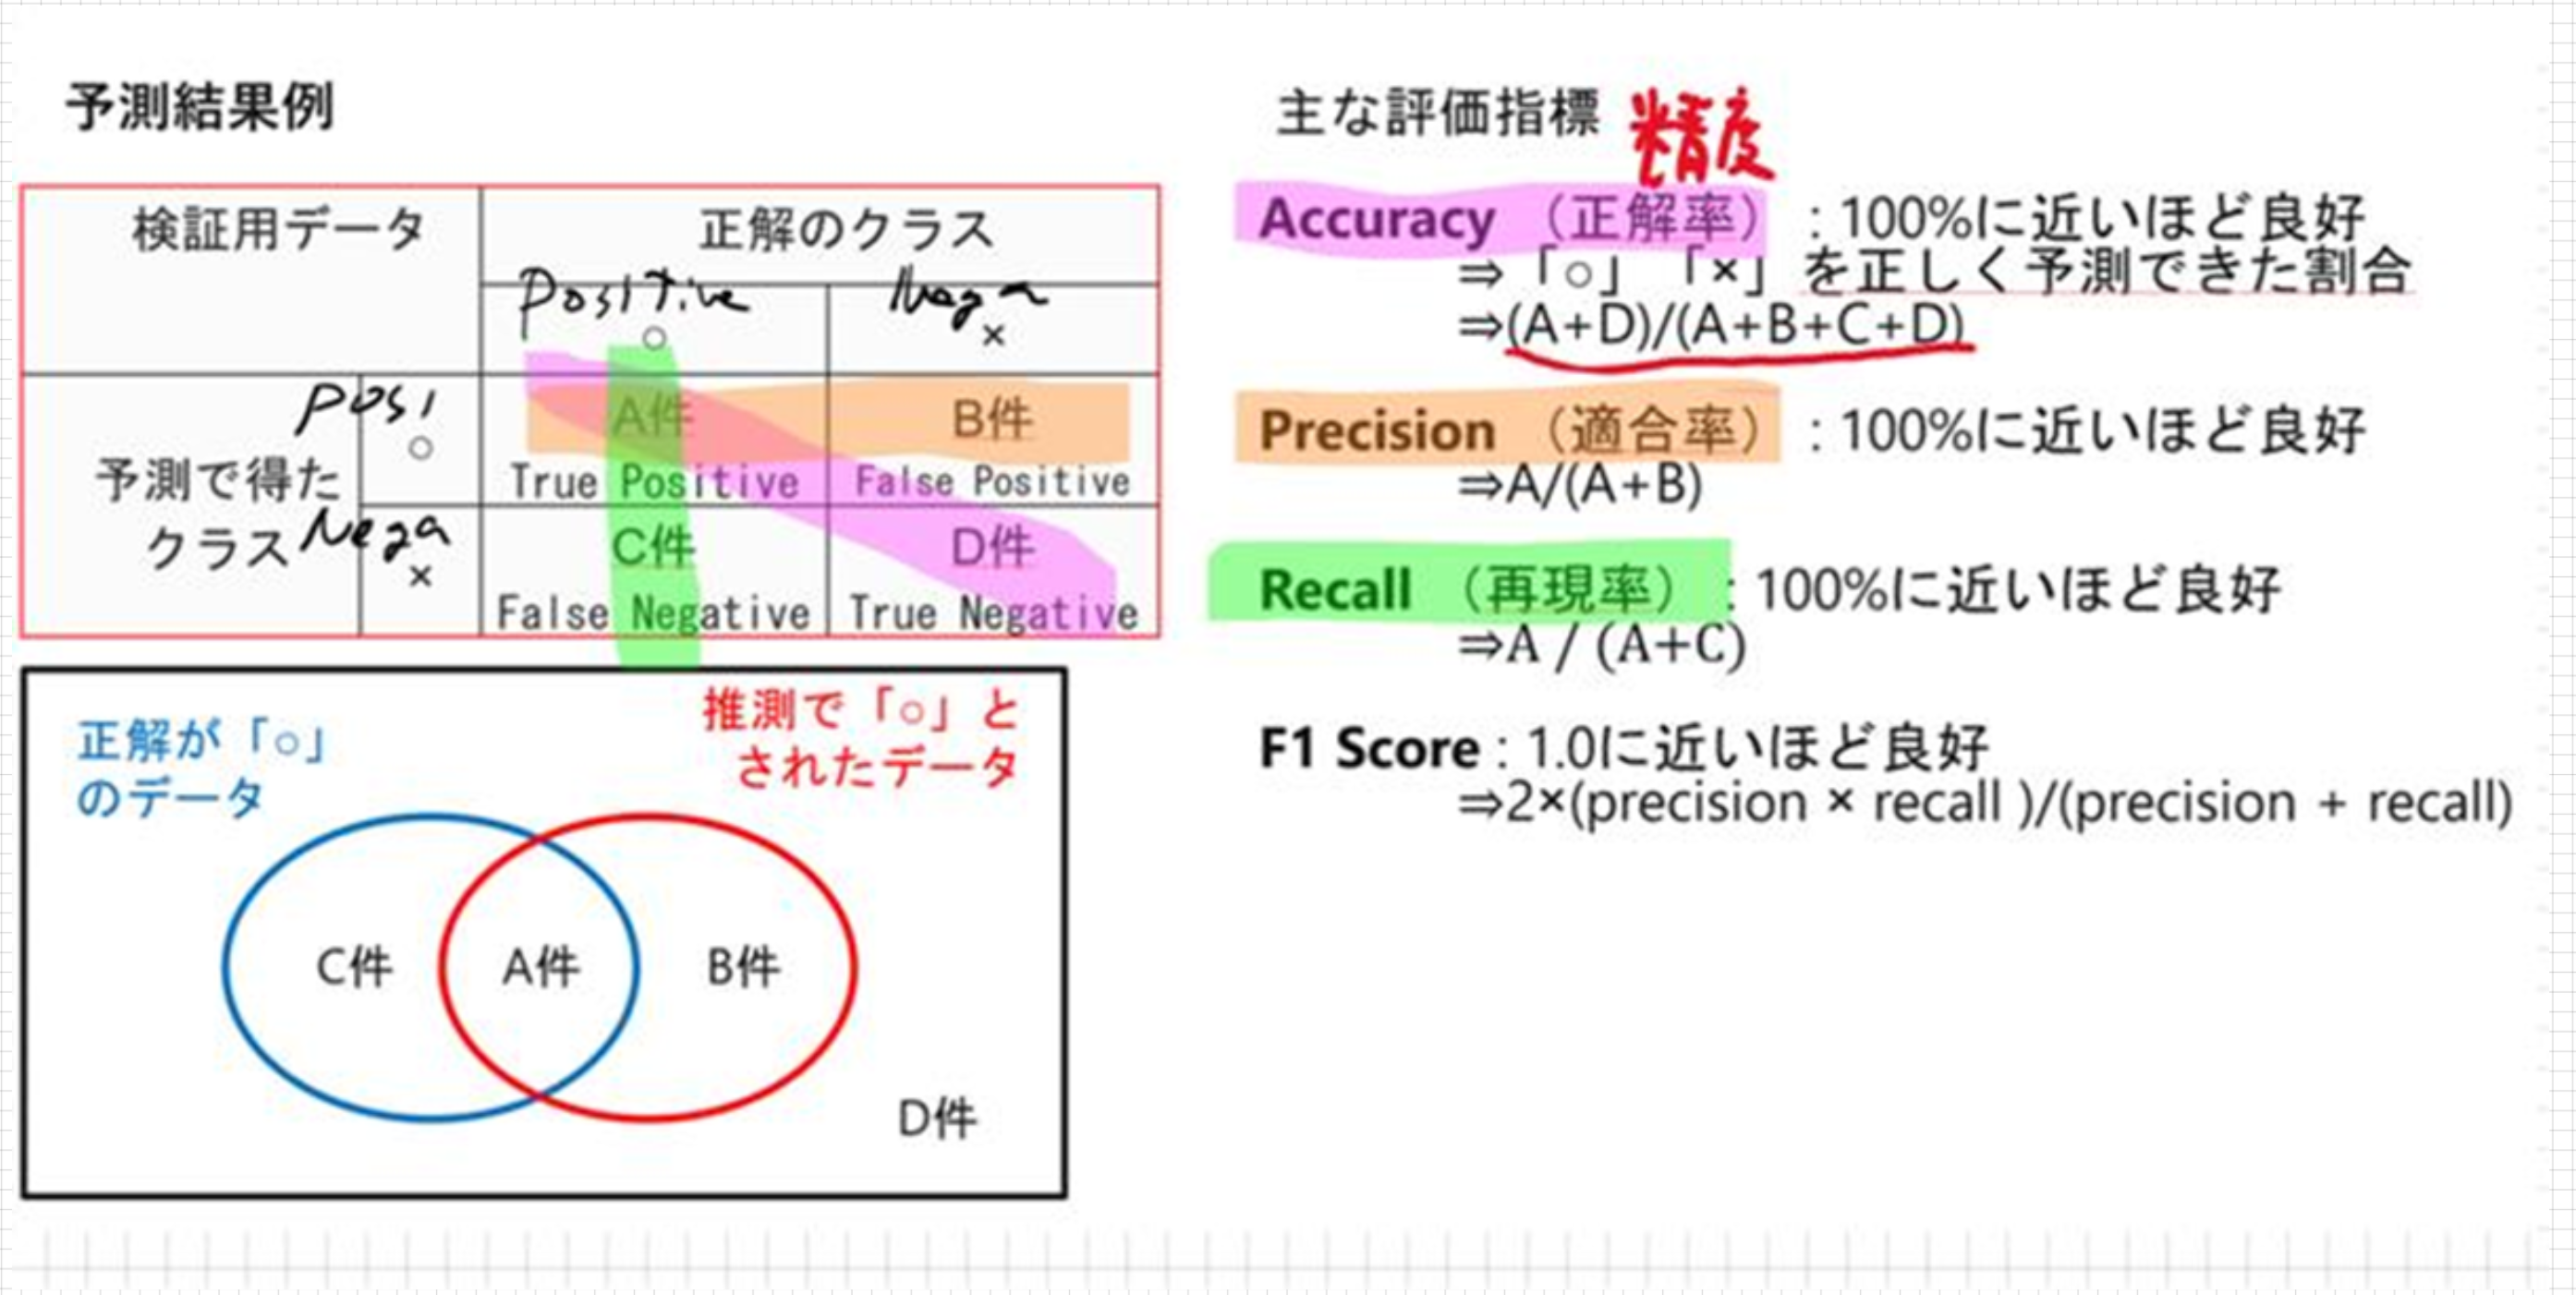 予測結果例
検証用データ
正解のクラス
Positive
Nega
○
×
Posi
○
A件
B件
True Positive
False Positive
予測で得た
クラス
Nega
×
C件
D件
False Negative
True Negative
正解が「○」
のデータ
推測で「○」と
されたデータ
C件
A件
B件
D件
主な評価指標
精度
Accuracy （正解率）：100%に近いほど良好
⇒「○」「×」を正しく予測できた割合
⇒(A+D)/(A+B+C+D)
Precision （適合率）：100%に近いほど良好
⇒A/(A+B)
Recall （再現率）：100%に近いほど良好
⇒A / (A+C)
F1 Score : 1.0に近いほど良好
⇒2×(precision × recall )/(precision + recall)